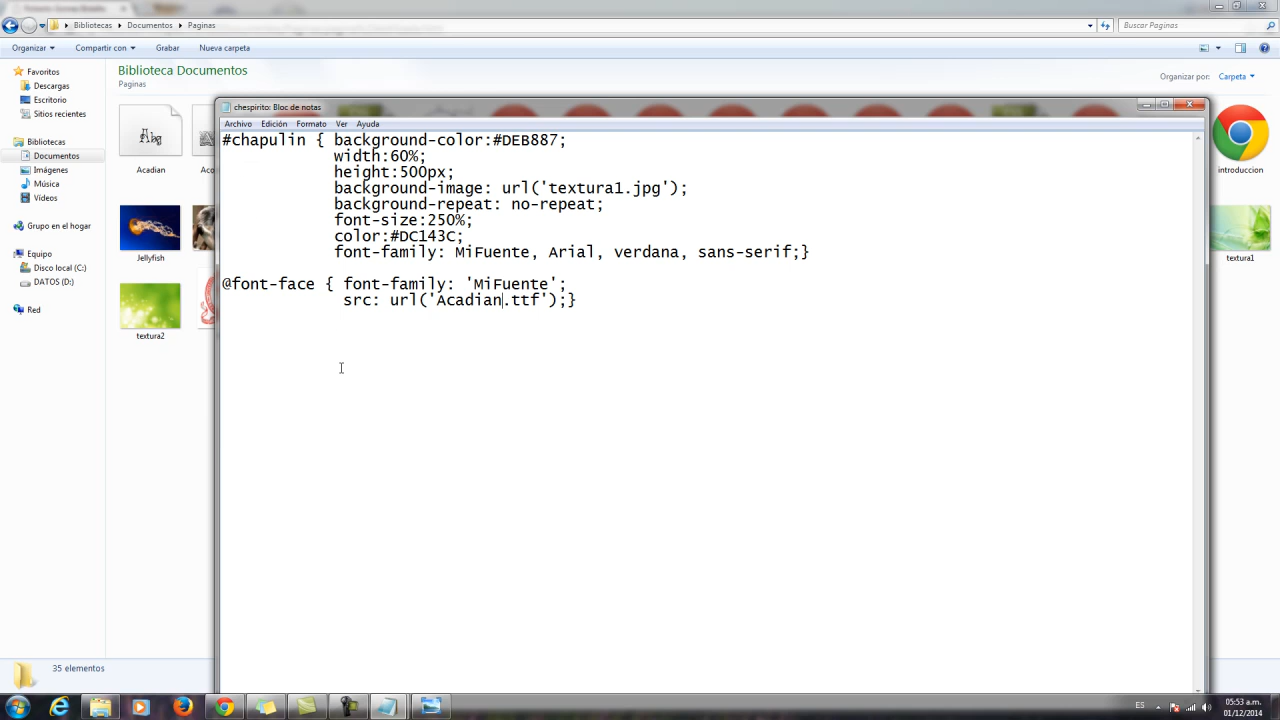 Bibliotecas ▸ Documentos ▸ Paginas
Buscar Paginas
Organizar Compartir con Grabar Nueva carpeta
Favoritos
Descargas
Escritorio
Sitios recientes
Bibliotecas
Documentos
Imágenes
Música
Vídeos
Grupo en el hogar
Equipo
Disco local (C:)
DATOS (D:)
Red
Biblioteca Documentos
Paginas
Organizar por: Carpeta
Acadian
Jellyfish
textura2
introduccion
textura1
chespirito: Bloc de notas
Archivo Edición Formato Ver Ayuda
#chapulin { background-color:#DEB887;
width:60%;
height:500px;
background-image: url('textura1.jpg');
background-repeat: no-repeat;
font-size:250%;
color:#DC143C;
font-family: MiFuente, Arial, verdana, sans-serif;}
@font-face { font-family: 'MiFuente';
src: url('Acadian.ttf');}
35 elementos
ES
05:53 a.m.
01/12/2014